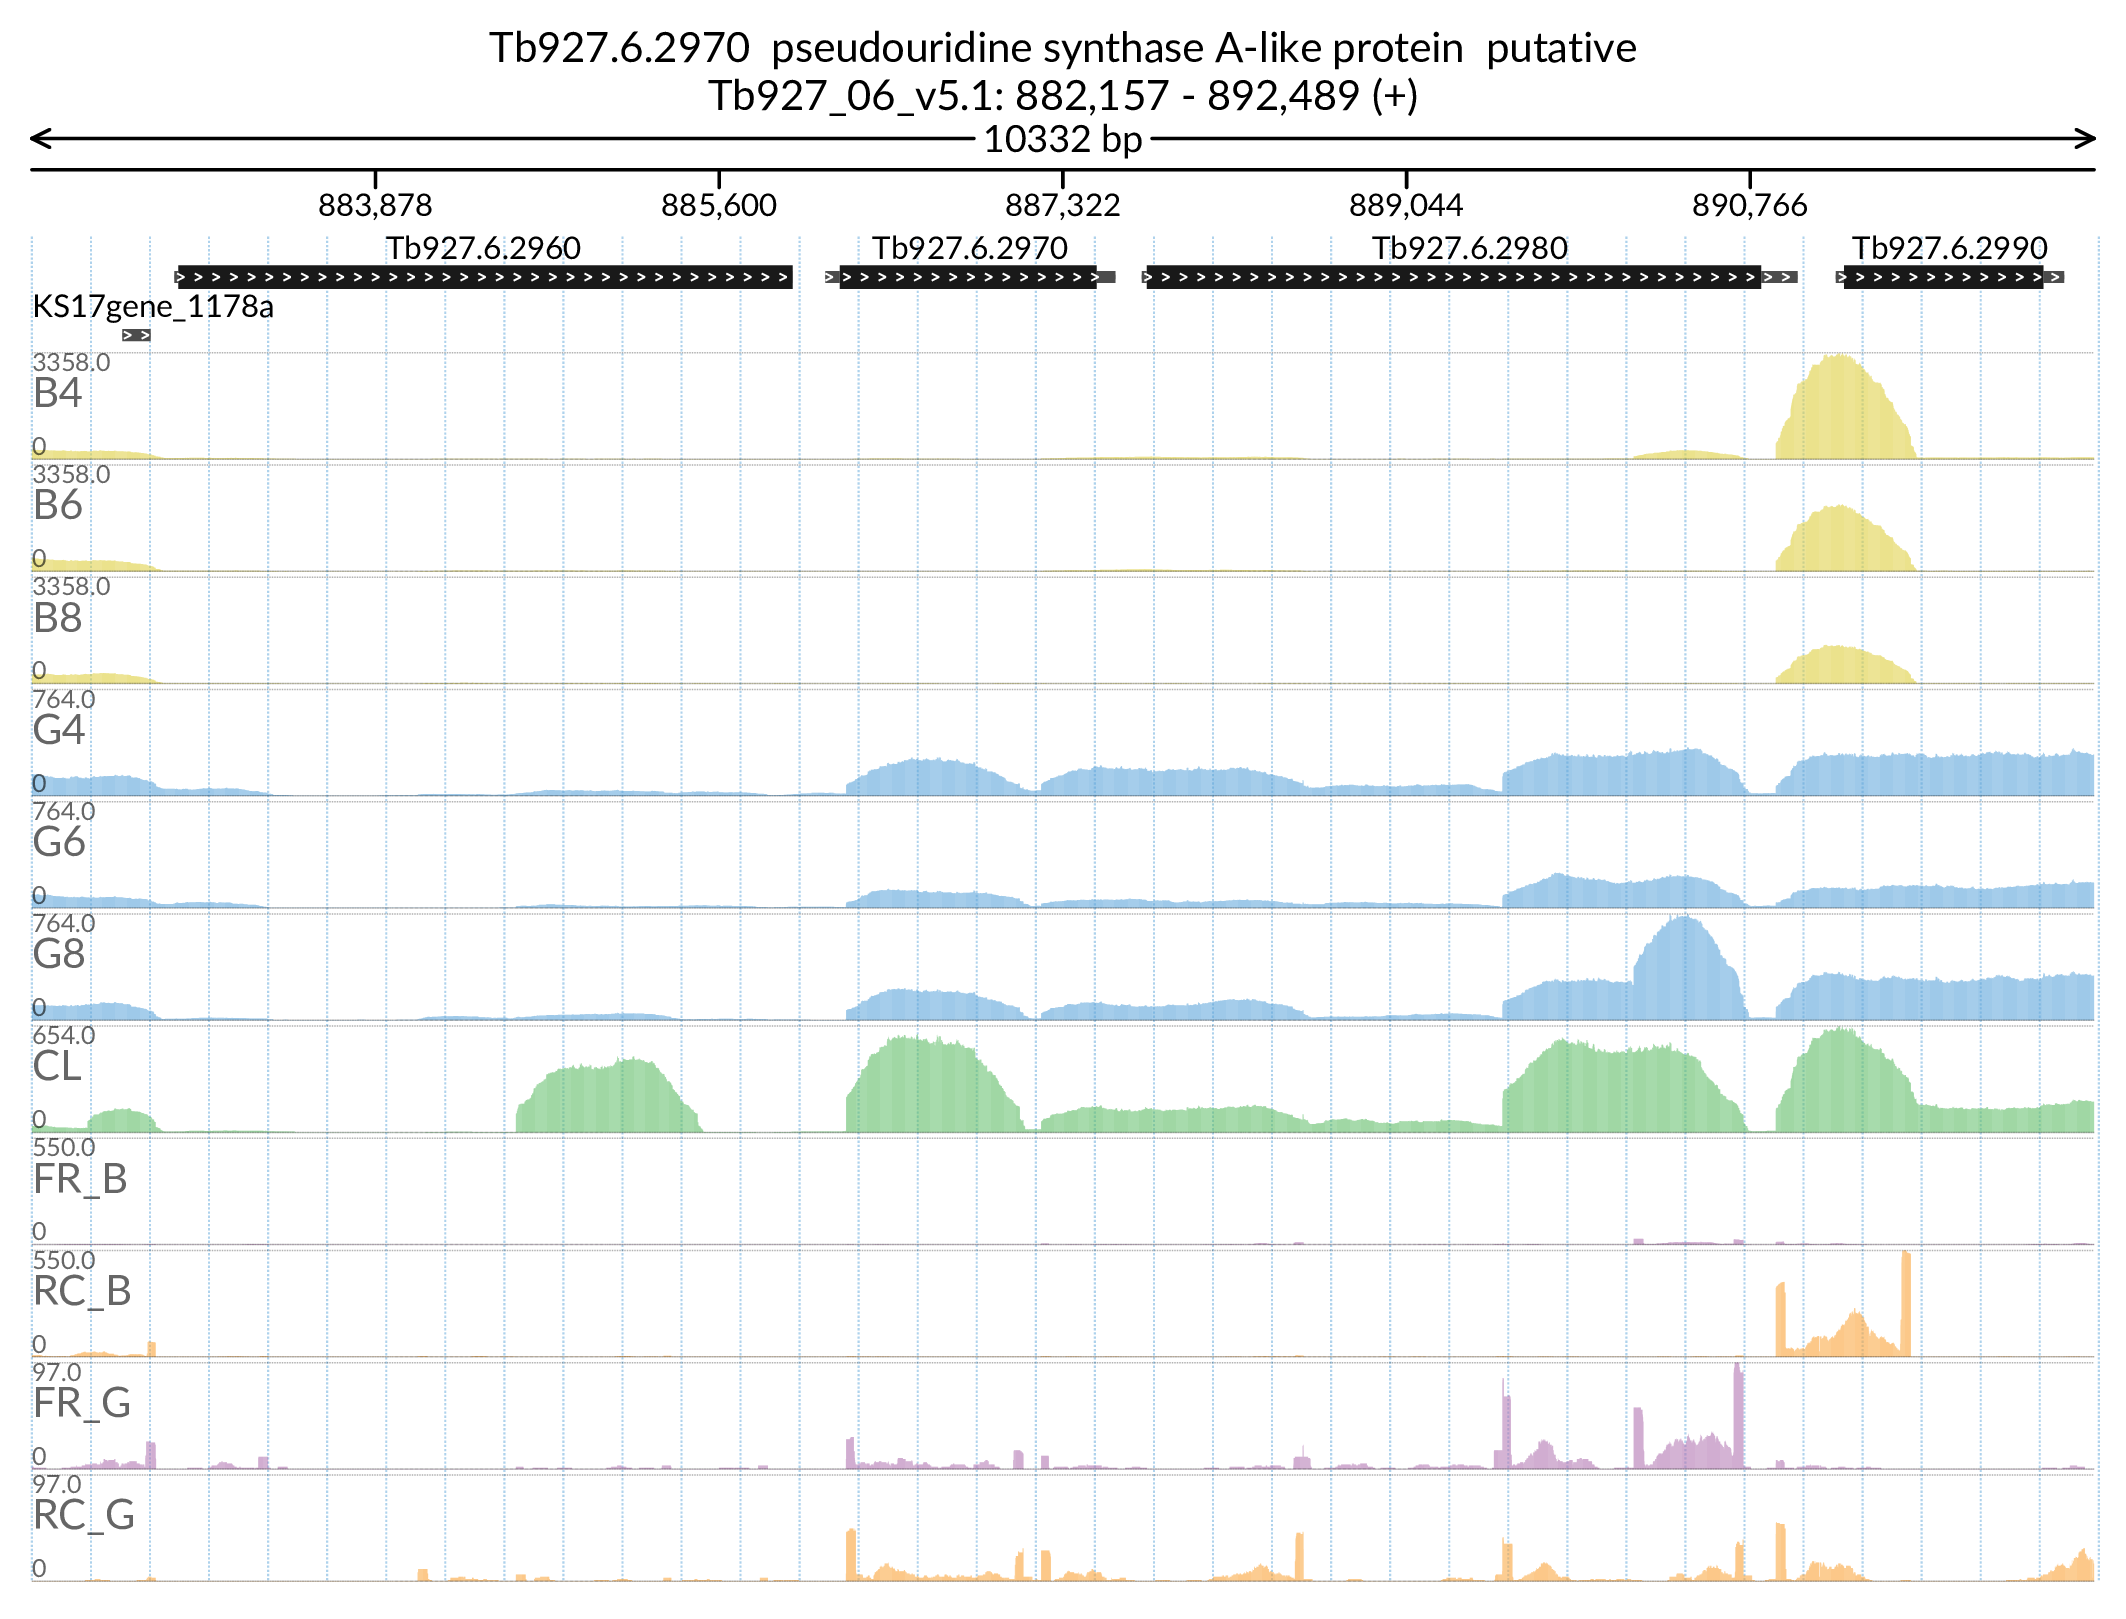 Tb927.6.2970  pseudouridine synthase A-like protein  putative
Tb927_06_v5.1: 882,157 - 892,489 (+)
10332 bp
883,878 885,600 887,322 889,044 890,766
Tb927.6.2960 Tb927.6.2970 Tb927.6.2980 Tb927.6.2990
KS17gene_1178a
3358.0
B4
0
3358.0
B6
0
3358.0
B8
0
764.0
G4
0
764.0
G6
0
764.0
G8
0
654.0
CL
0
550.0
FR_B
0
550.0
RC_B
0
97.0
FR_G
0
97.0
RC_G
0